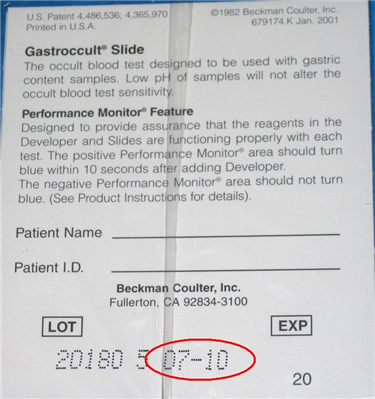 U.S. Patent 4,486,536; 4,365,970 ©1982 Beckman Coulter, Inc.
Printed in U.S.A. 679174.K Jan. 2001
Gastroccult® Slide
The occult blood test designed to be used with gastric
content samples. Low pH of samples will not alter the
occult blood test sensitivity.
Performance Monitor® Feature
Designed to provide assurance that the reagents in the
Developer and Slides are functioning properly with each
test. The positive Performance Monitor® area should turn
blue within 10 seconds after adding Developer.
The negative Performance Monitor® area should not turn
blue. (See Product Instructions for details).
Patient Name
Patient I.D.
Beckman Coulter, Inc.
Fullerton, CA 92834-3100
LOT EXP
20180 5 07-10
20